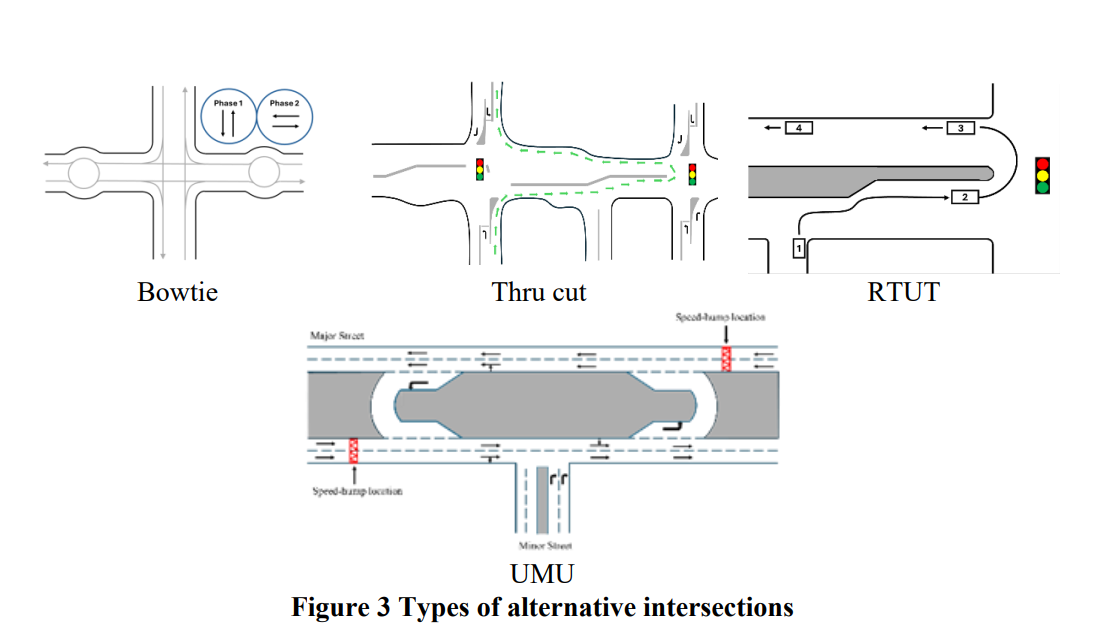 Phase 1
Phase 2
Bowtie
Thru cut
4
3
2
1
RTUT
Speed-hump location
Major Street
Speed-hump location
Minor Street
UMU
Figure 3 Types of alternative intersections